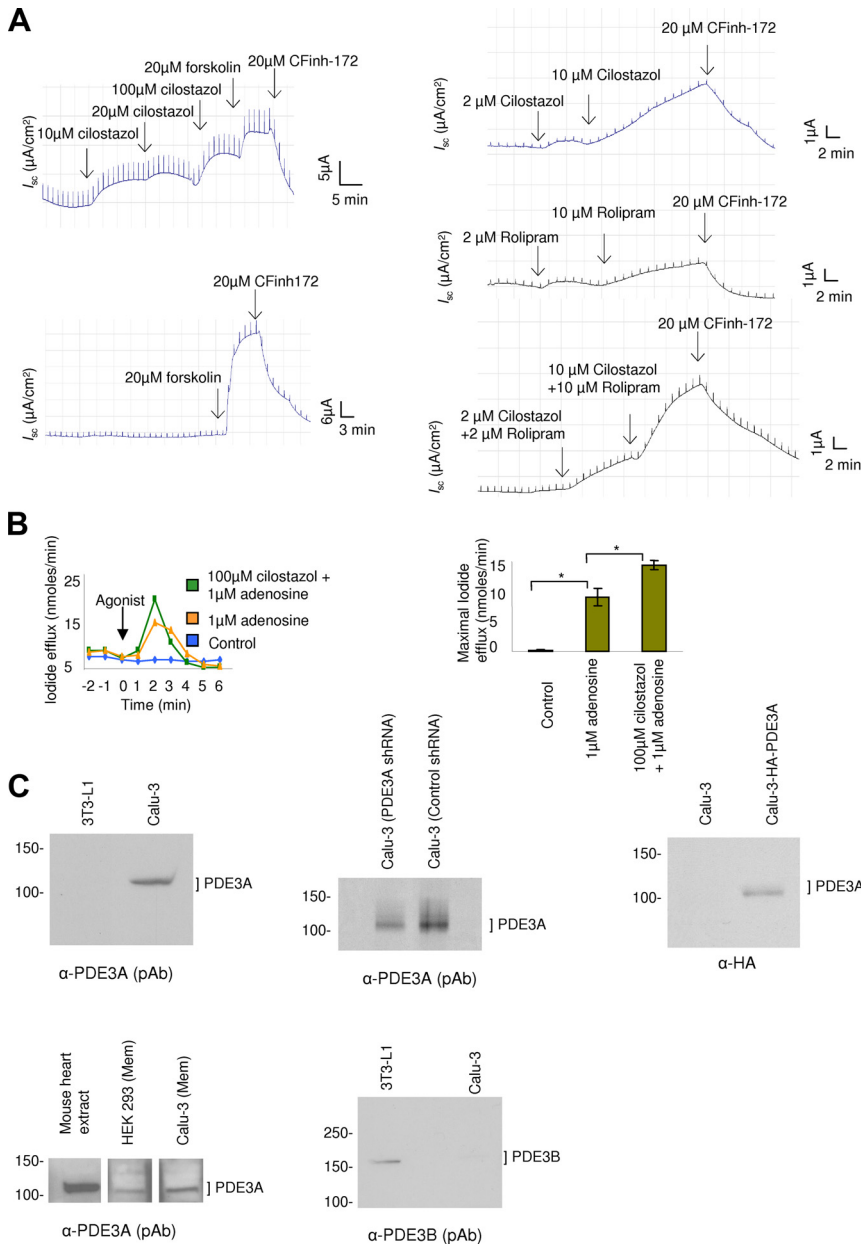 A
20μM forskolin
20μM CFinh-172
100μM cilostazol
20μM cilostazol
10μM cilostazol
Isc (μA/cm²)
5μA
5 min
20μM CFinh172
20μM forskolin
Isc (μA/cm²)
6μA
3 min
20 μM CFinh-172
10 μM Cilostazol
2 μM Cilostazol
Isc (μA/cm²)
1μA
2 min
20 μM CFinh-172
10 μM Rolipram
2 μM Rolipram
Isc (μA/cm²)
1μA
2 min
20 μM CFinh-172
10 μM Cilostazol
+10 μM Rolipram
2 μM Cilostazol
+2 μM Rolipram
Isc (μA/cm²)
1μA
2 min
B
Iodide efflux (nmoles/min)
25
15
5
Agonist
100μM cilostazol +
1μM adenosine
1μM adenosine
Control
-2 -1 0 1 2 3 4 5 6
Time (min)
Maximal Iodide
efflux (nmoles/min)
15
10
5
0
*
*
Control
1μM adenosine
100μM cilostazol
+ 1μM adenosine
C
3T3-L1
Calu-3
150-
100-
] PDE3A
α-PDE3A (pAb)
Calu-3 (PDE3A shRNA)
Calu-3 (Control shRNA)
150-
100-
] PDE3A
α-PDE3A (pAb)
Calu-3
Calu-3-HA-PDE3A
150-
100-
] PDE3A
α-HA
Mouse heart
extract
HEK 293 (Mem)
Calu-3 (Mem)
150-
100-
] PDE3A
α-PDE3A (pAb)
3T3-L1
Calu-3
250-
150-
100-
] PDE3B
α-PDE3B (pAb)